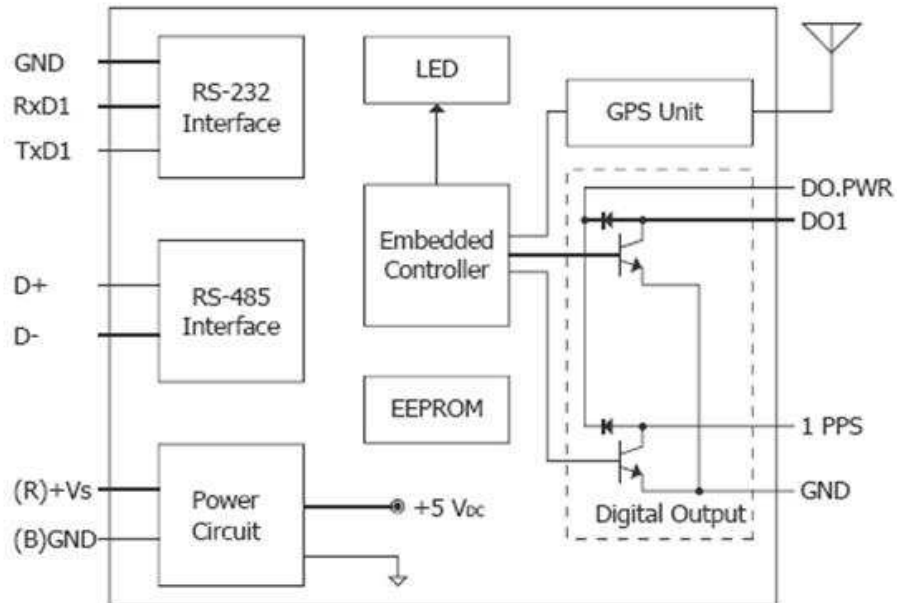 GND
RxD1
TxD1
RS-232
Interface
LED
GPS Unit
DO.PWR
DO1
Embedded
Controller
D+
D-
RS-485
Interface
EEPROM
1 PPS
GND
Digital Output
(R)+Vs
(B)GND
Power
Circuit
+5 VDC